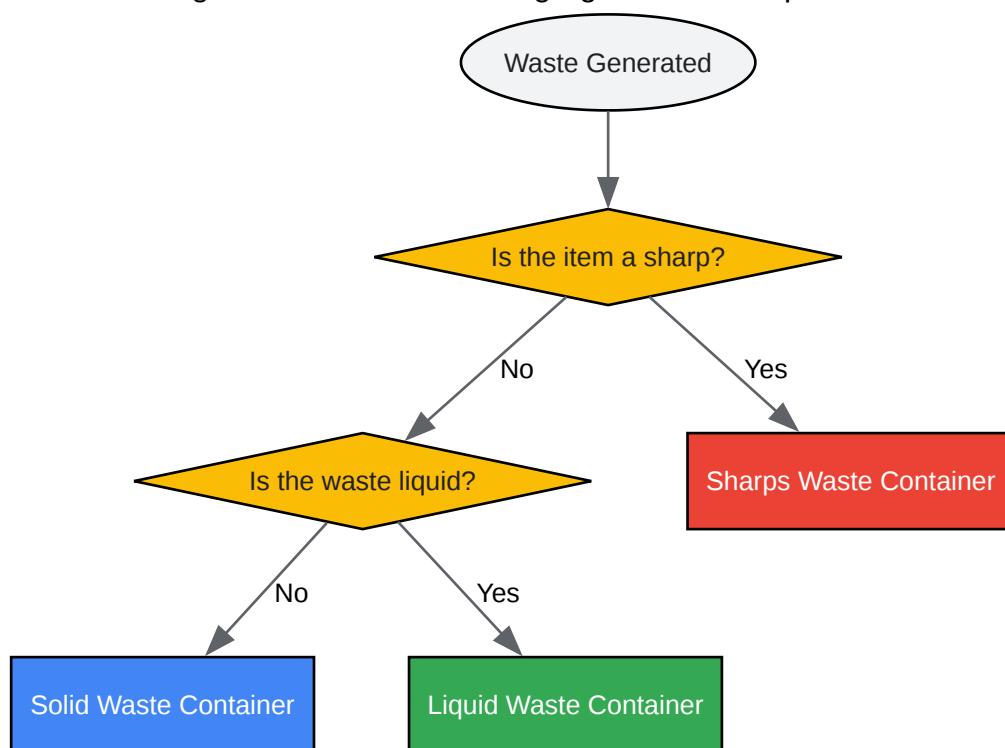 Waste Generated
Is the item a sharp?
No
Yes
Is the waste liquid?
Sharps Waste Container
No
Yes
Solid Waste Container
Liquid Waste Container